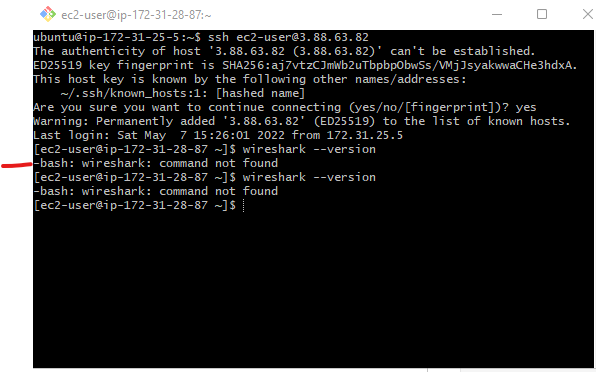 ec2-user@ip-172-31-28-87:~
ubuntu@ip-172-31-25-5:~$ ssh ec2-user@3.88.63.82
The authenticity of host '3.88.63.82 (3.88.63.82)' can't be established.
ED25519 key fingerprint is SHA256:aj7vtzCJmWb2uTbpbpObwSs/VMjJsyakwwaCHe3hdxA.
This host key is known by the following other names/addresses:
    ~/.ssh/known_hosts:1: [hashed name]
Are you sure you want to continue connecting (yes/no/[fingerprint])? yes
Warning: Permanently added '3.88.63.82' (ED25519) to the list of known hosts.
Last login: Sat May  7 15:26:01 2022 from 172.31.25.5
[ec2-user@ip-172-31-28-87 ~]$ wireshark --version
-bash: wireshark: command not found
[ec2-user@ip-172-31-28-87 ~]$ wireshark --version
-bash: wireshark: command not found
[ec2-user@ip-172-31-28-87 ~]$